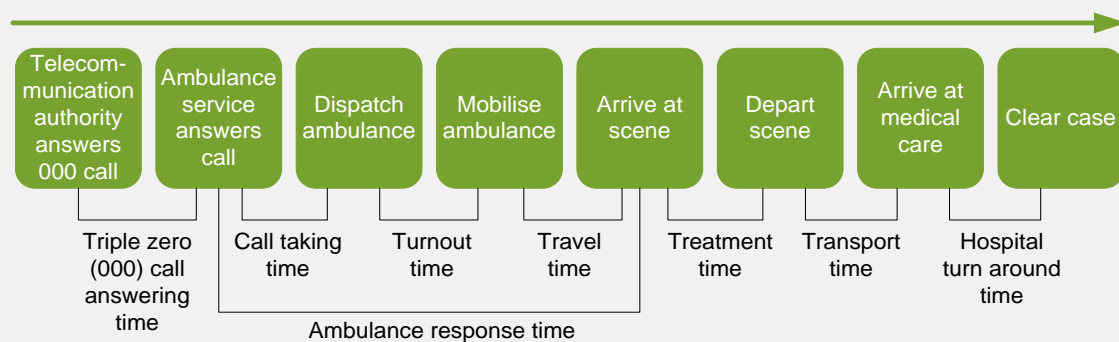 Telecom-
munication
authority
answers
000 call
Ambulance
service
answers
call
Dispatch
ambulance
Mobilise
ambulance
Arrive at
scene
Depart
scene
Arrive at
medical
care
Clear case
Triple zero
(000) call
answering
time
Call taking
time
Turnout
time
Travel
time
Treatment
time
Transport
time
Hospital
turn around
time
Ambulance response time